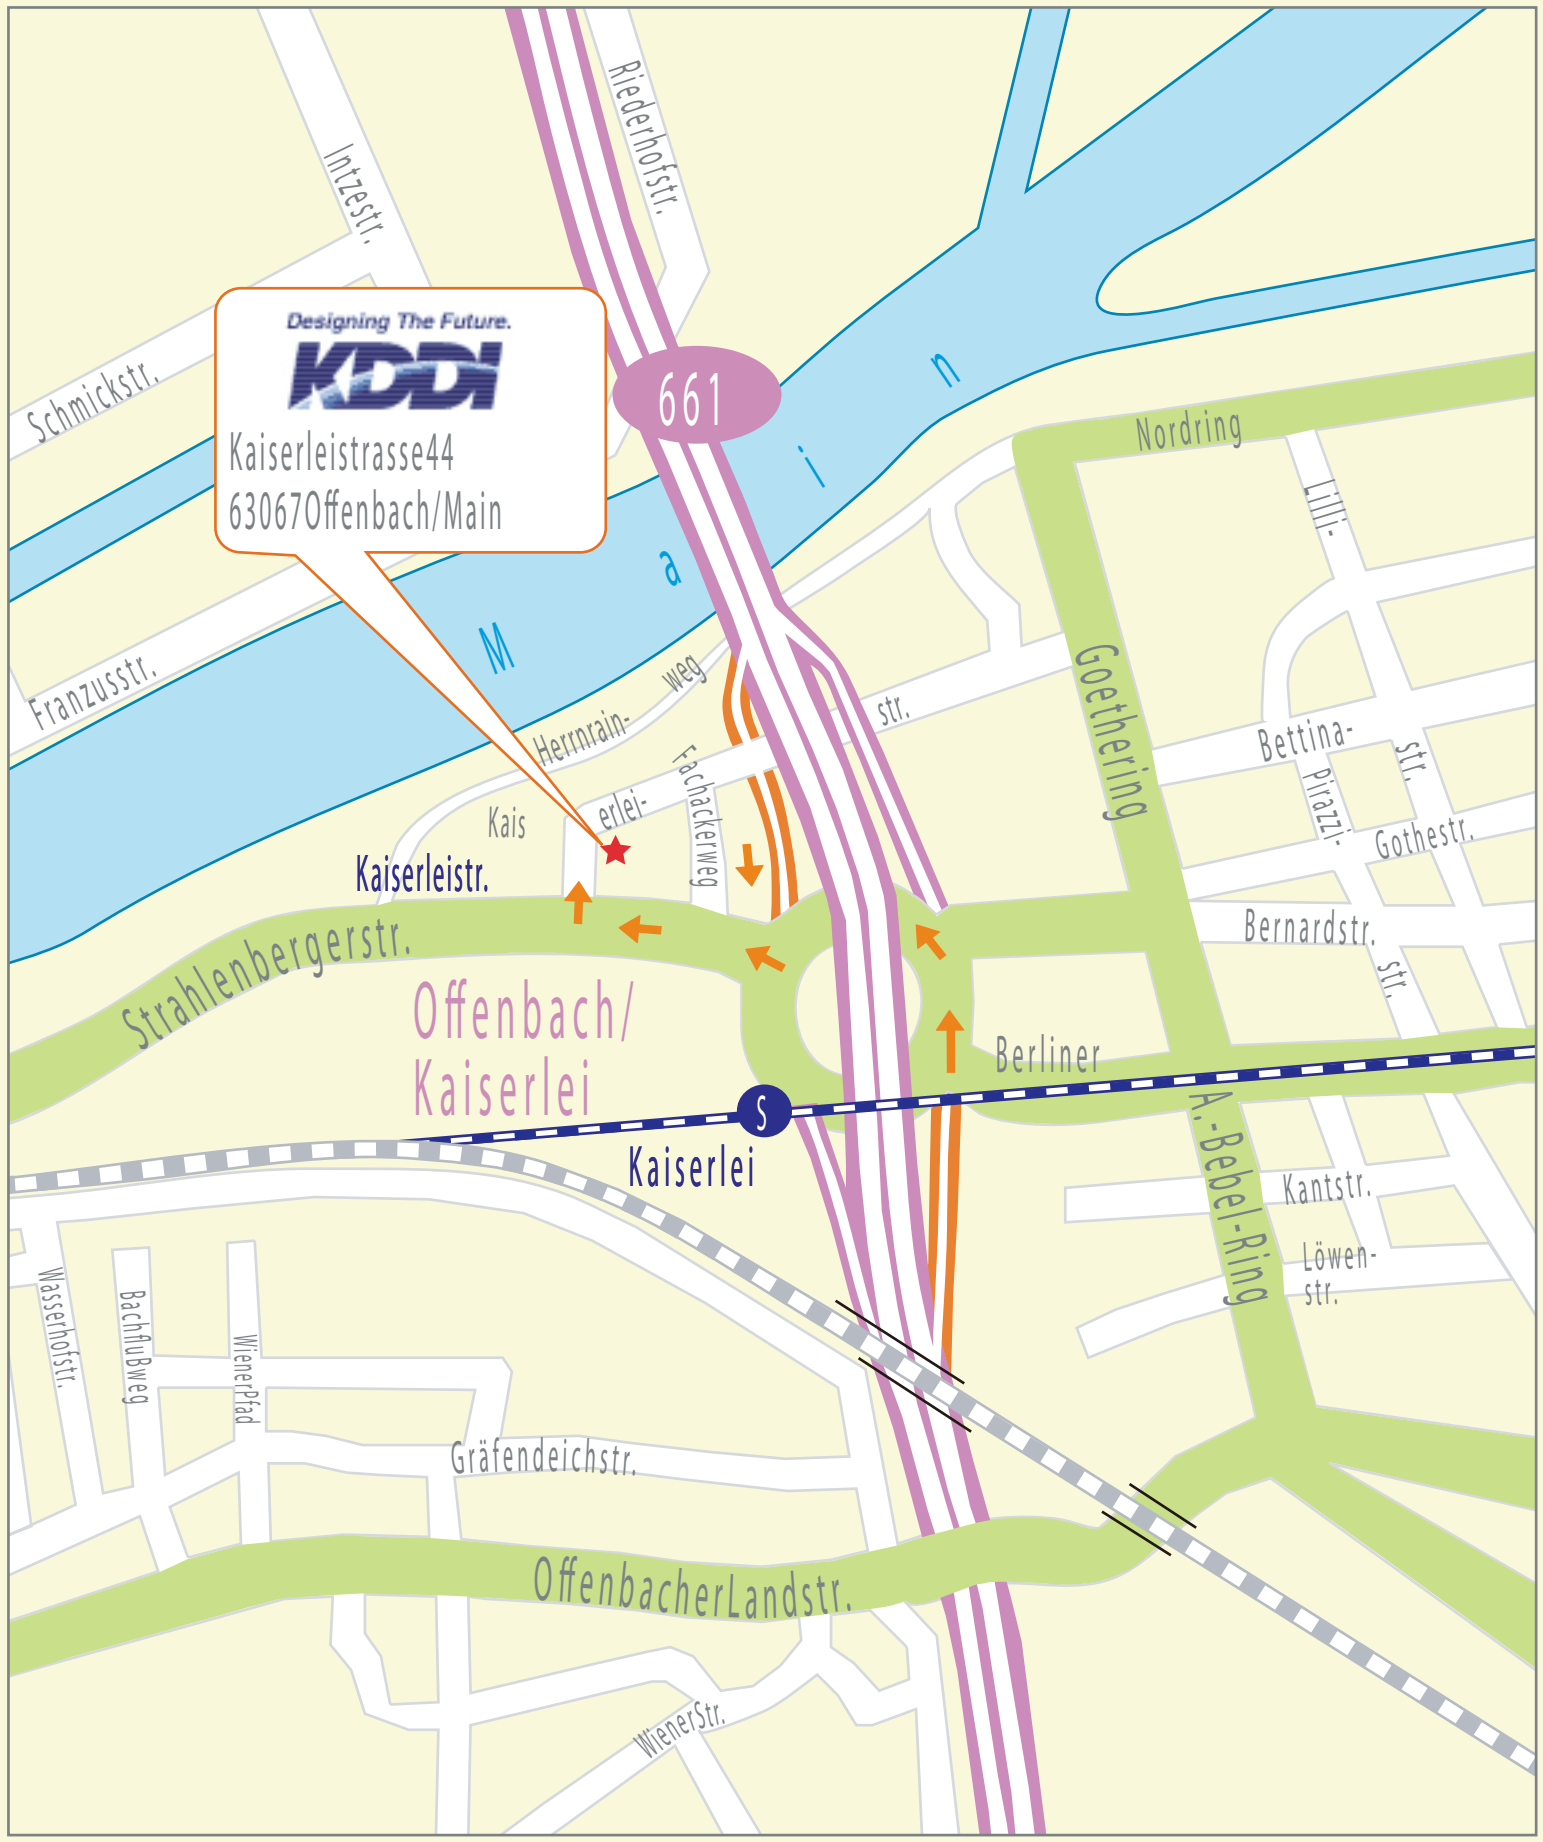 Riederhofstr.
Intzestr.
Designing The Future.
KDDI
Kaiserleistrasse44
63067Offenbach/Main
Schmickstr.
661
M a i n
Nordring
Lilli-
str.
Franzusstr.
Herrnrain-
weg
Kais
erlei-
str.
Fachackerweg
Goethering
Bettina-
str.
Pirazzi-
str.
Gothestr.
Kaiserleistr.
Bernardstr.
Strahlenbergerstr.
Offenbach/
Kaiserlei
Berliner
S
Kaiserlei
A.-Bebel-Ring
Kantstr.
Löwen-
str.
Wasserhofstr.
BachfluBweg
WienerPfad
Gräfendeichstr.
OffenbacherLandstr.
WienerStr.